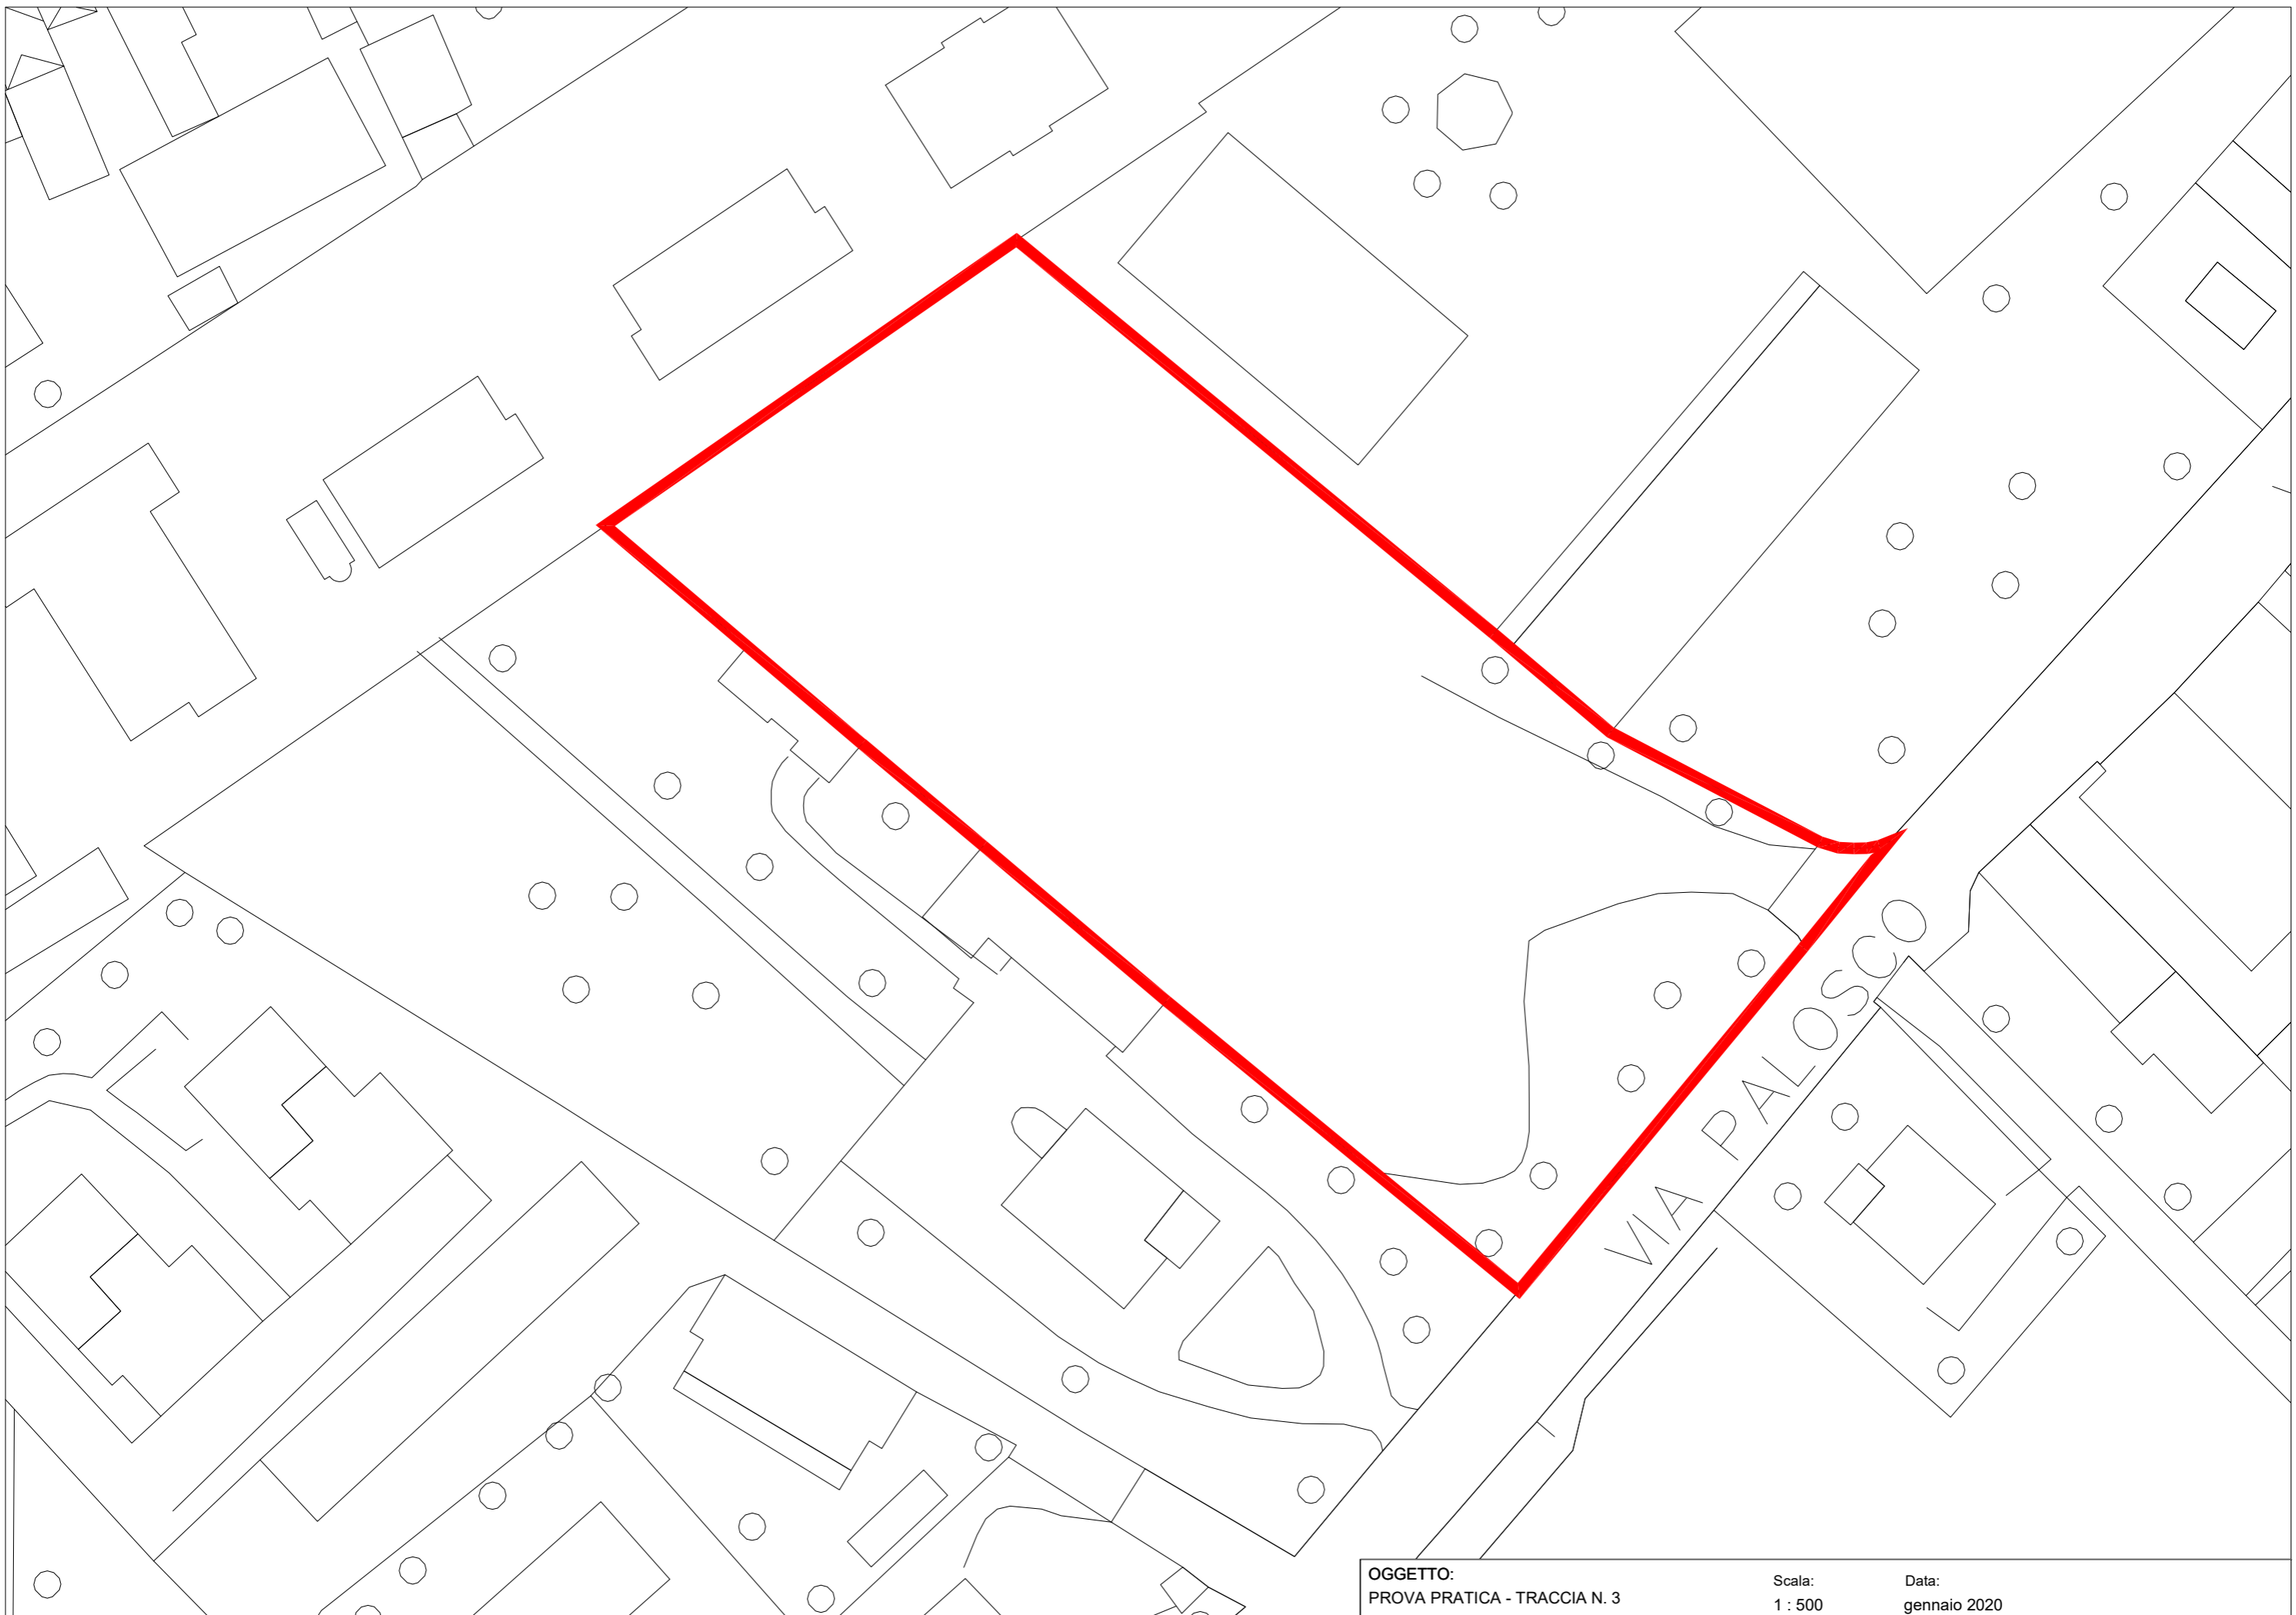 VIA PALOSCO
OGGETTO:
PROVA PRATICA - TRACCIA N. 3
Scala:
1 : 500
Data:
gennaio 2020